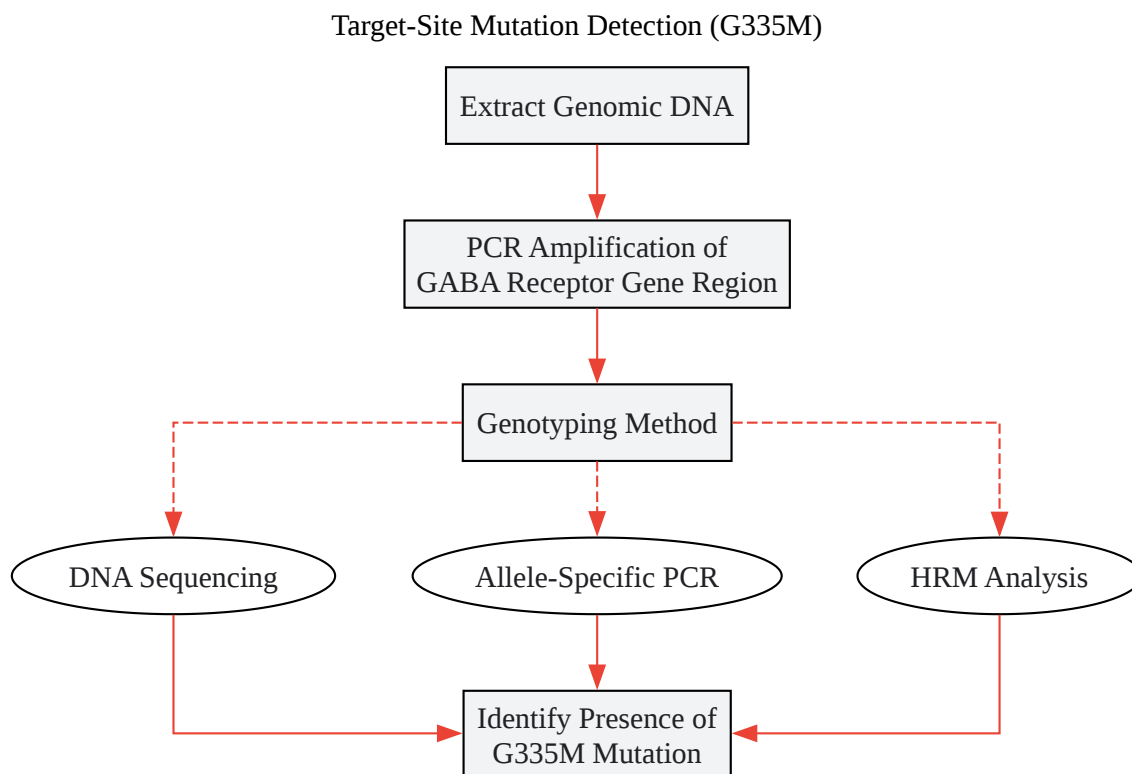 Target-Site Mutation Detection (G335M)
Extract Genomic DNA
PCR Amplification of
GABA Receptor Gene Region
Genotyping Method
DNA Sequencing
Allele-Specific PCR
HRM Analysis
Identify Presence of
G335M Mutation